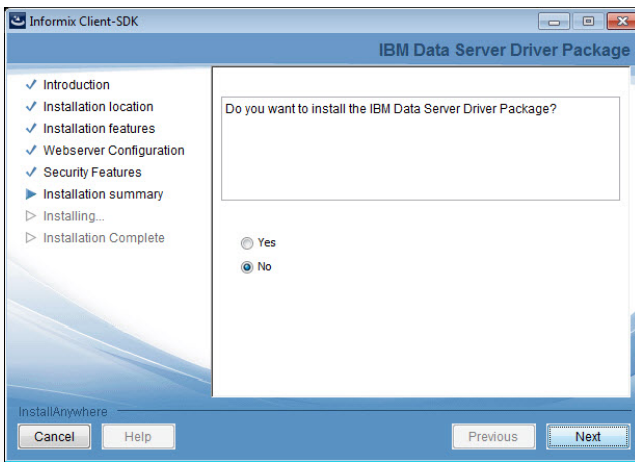 Informix Client-SDK
IBM Data Server Driver Package
Introduction
Installation location
Installation features
Webserver Configuration
Security Features
Installation summary
Installing...
Installation Complete
Do you want to install the IBM Data Server Driver Package?
Yes
No
InstallAnywhere
Cancel
Help
Previous
Next